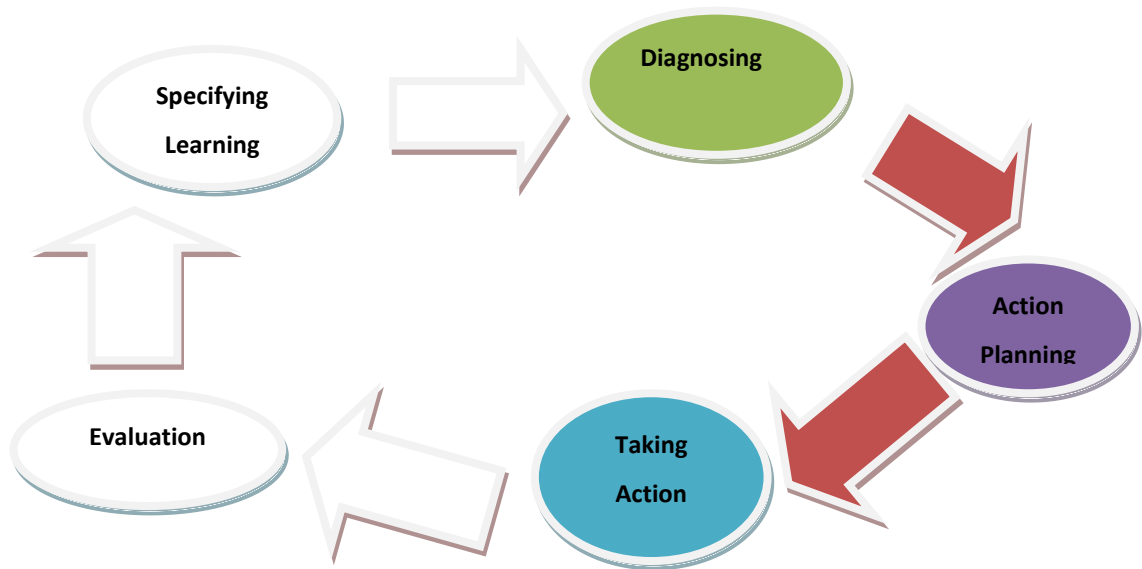 Diagnosing
Action
Planning
Taking
Action
Evaluation
Specifying
Learning